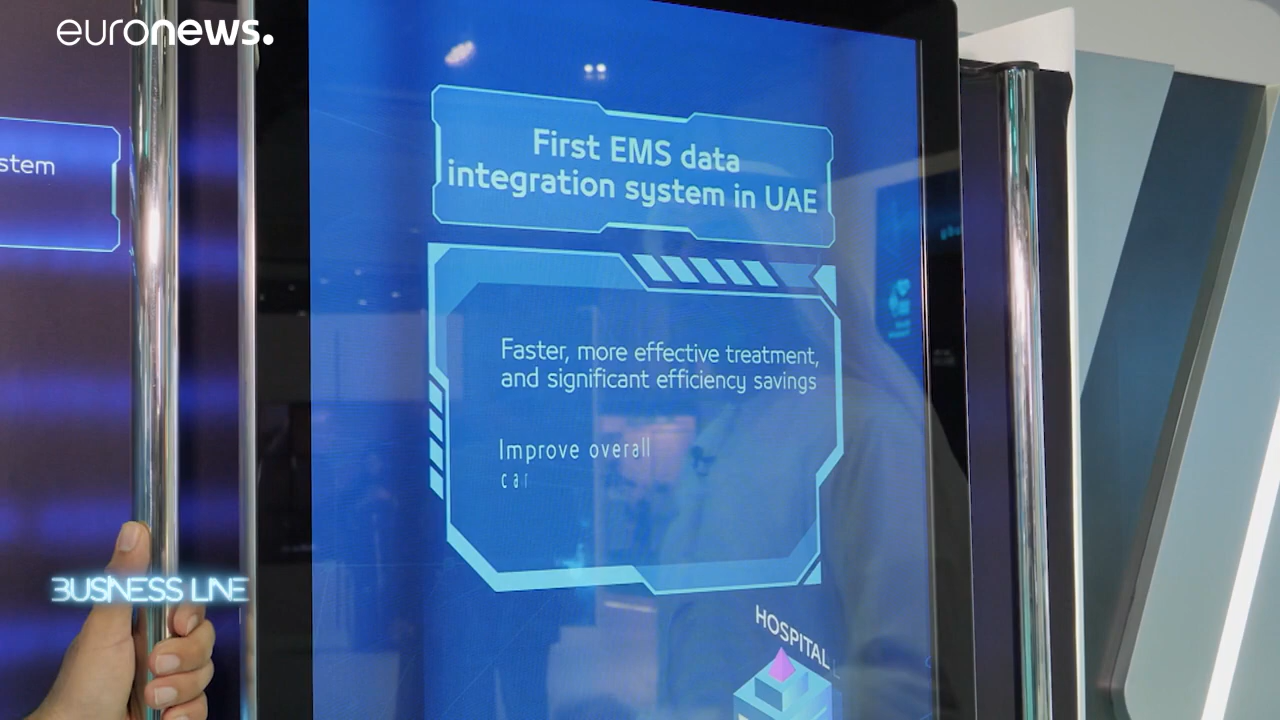 euronews.
stem
First EMS data
integration system in UAE
Faster, more effective treatment,
and significant efficiency savings
Improve overall
car
BUSINESS LINE
HOSPITAL